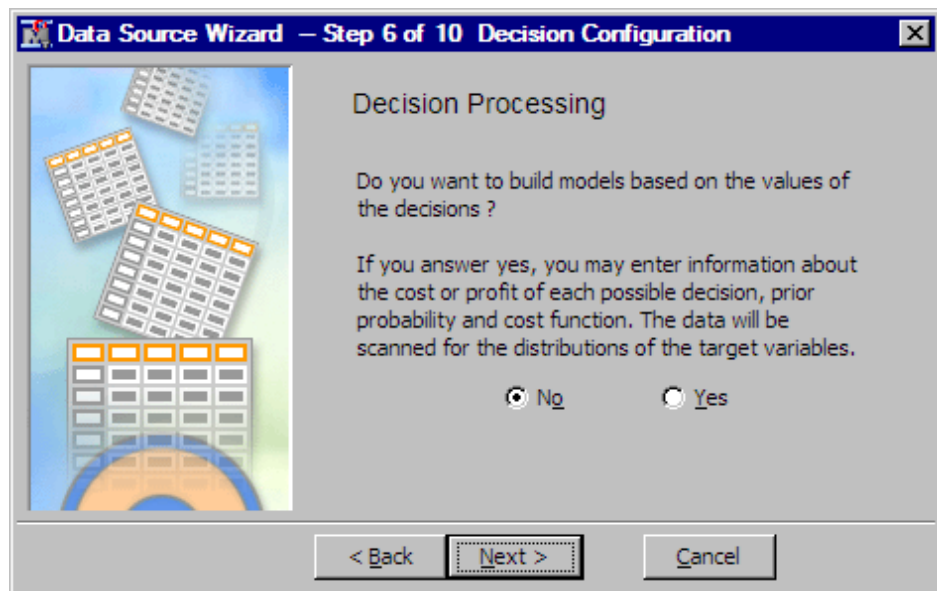 Data Source Wizard – Step 6 of 10 Decision Configuration
Decision Processing
Do you want to build models based on the values of
the decisions ?
If you answer yes, you may enter information about
the cost or profit of each possible decision, prior
probability and cost function. The data will be
scanned for the distributions of the target variables.
No Yes
< Back Next > Cancel